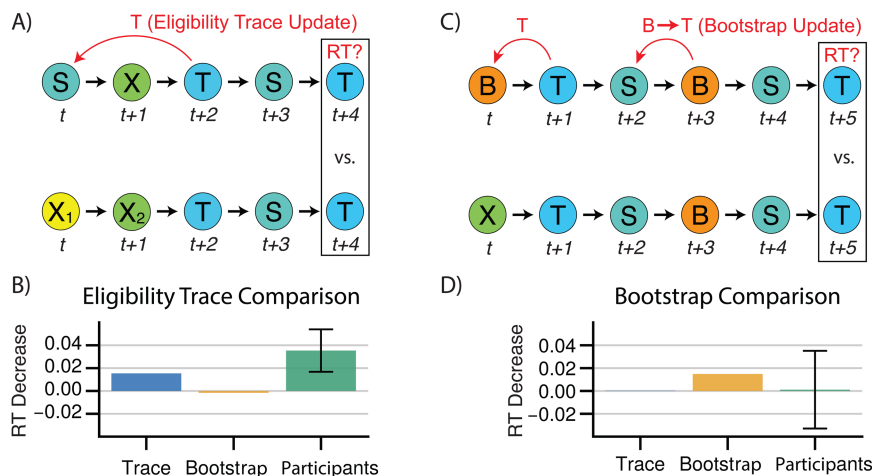 A)
T (Eligibility Trace Update)
RT?
S X T S T
t t+1 t+2 t+3 t+4
vs.
X₁ X₂ T S T
t t+1 t+2 t+3 t+4
B)
Eligibility Trace Comparison
RT Decrease
0.04
0.02
0.00
−0.02
Trace Bootstrap Participants
C)
T B→T (Bootstrap Update)
RT?
B T S B S T
t t+1 t+2 t+3 t+4 t+5
vs.
X T S B S T
t t+1 t+2 t+3 t+4 t+5
D)
Bootstrap Comparison
RT Decrease
0.04
0.02
0.00
−0.02
Trace Bootstrap Participants